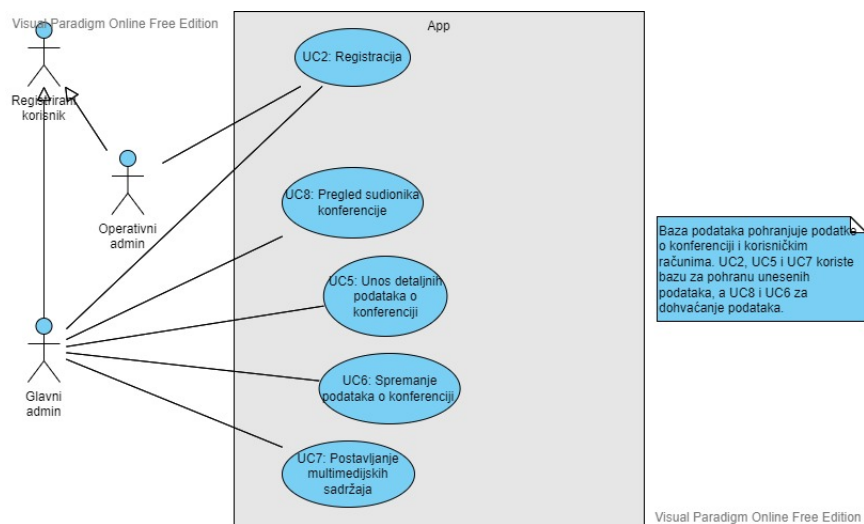 Visual Paradigm Online Free Edition
App
UC2: Registracija
Registrirani
korisnik
Operativni
admin
UC8: Pregled sudionika
konferencije
Baza podataka pohranjuje podatke
o konferenciji i korisničkim
računima. UC2, UC5 i UC7 koriste
bazu za pohranu unesenih
podataka, a UC8 i UC6 za
dohvaćanje podataka.
UC5: Unos detaljnih
podataka o
konferenciji
Glavni
admin
UC6: Spremanje
podataka o konferenciji
UC7: Postavljanje
multimedijskih
sadržaja
Visual Paradigm Online Free Edition